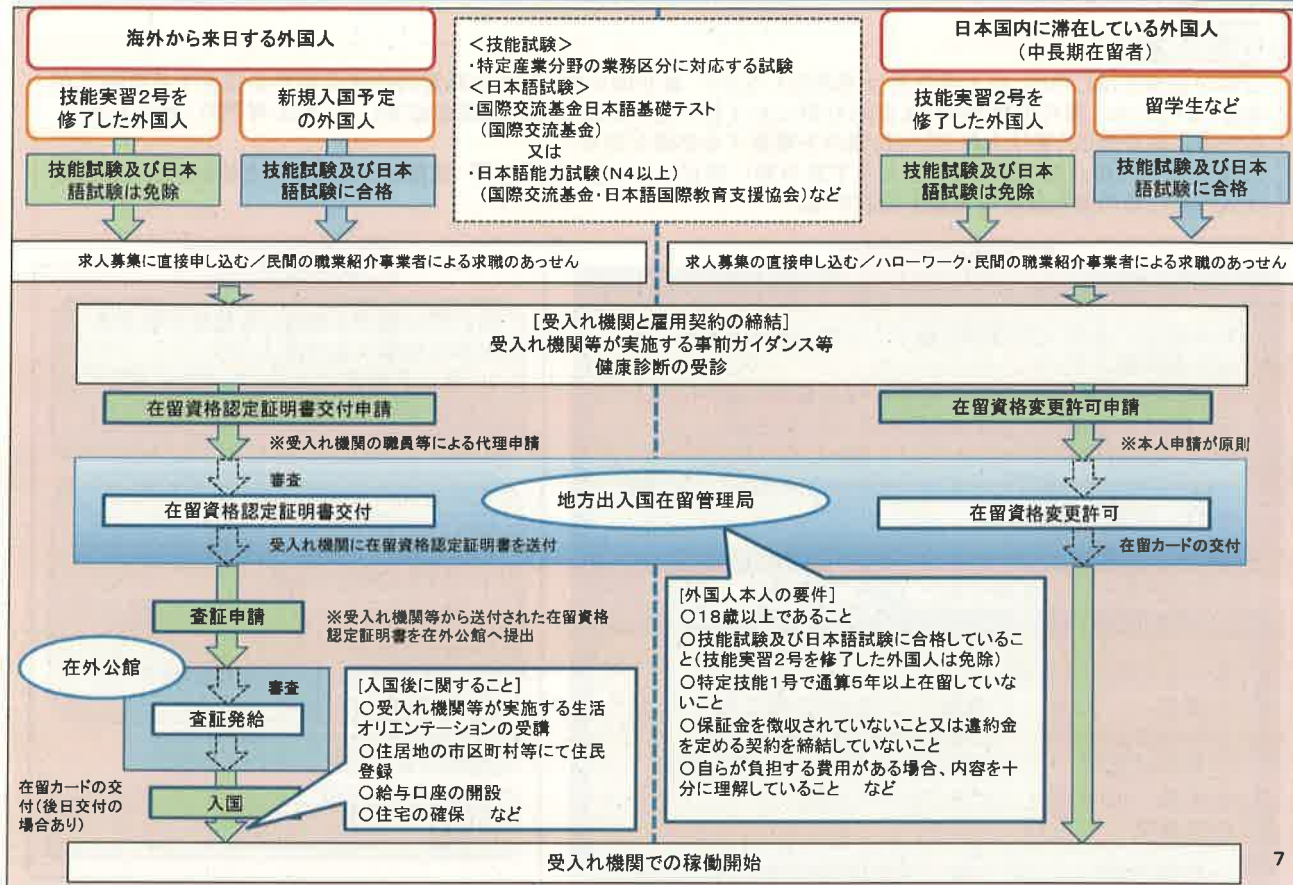 海外から来日する外国人
技能実習2号を
修了した外国人
新規入国予定
の外国人
技能試験及び日本
語試験は免除
技能試験及び日本
語試験に合格
＜技能試験＞
・特定産業分野の業務区分に対応する試験
＜日本語試験＞
・国際交流基金日本語基礎テスト
（国際交流基金）
又は
・日本語能力試験（N4以上）
（国際交流基金・日本語国際教育支援協会）など
日本国内に滞在している外国人
（中長期在留者）
技能実習2号を
修了した外国人
留学生など
技能試験及び日本
語試験は免除
技能試験及び日本
語試験に合格
求人募集に直接申し込む／民間の職業紹介事業者による求職のあっせん
求人募集の直接申し込む／ハローワーク・民間の職業紹介事業者による求職のあっせん
［受入れ機関と雇用契約の締結］
受入れ機関等が実施する事前ガイダンス等
健康診断の受診
在留資格認定証明書交付申請
※受入れ機関の職員等による代理申請
審査
在留資格認定証明書交付
受入れ機関に在留資格認定証明書を送付
地方出入国在留管理局
在留資格変更許可申請
※本人申請が原則
在留資格変更許可
在留カードの交付
査証申請
※受入れ機関等から送付された在留資格
認定証明書を在外公館へ提出
在外公館
審査
査証発給
在留カードの交
付（後日交付の
場合あり）
入国
［入国後に関すること］
○受入れ機関等が実施する生活
オリエンテーションの受講
○住居地の市区町村等にて住民
登録
○給与口座の開設
○住宅の確保　など
［外国人本人の要件］
○18歳以上であること
○技能試験及び日本語試験に合格しているこ
と（技能実習2号を修了した外国人は免除）
○特定技能1号で通算5年以上在留していな
いこと
○保証金を徴収されていないこと又は違約金
を定める契約を締結していないこと
○自らが負担する費用がある場合、内容を十
分に理解していること　など
受入れ機関での稼働開始
7